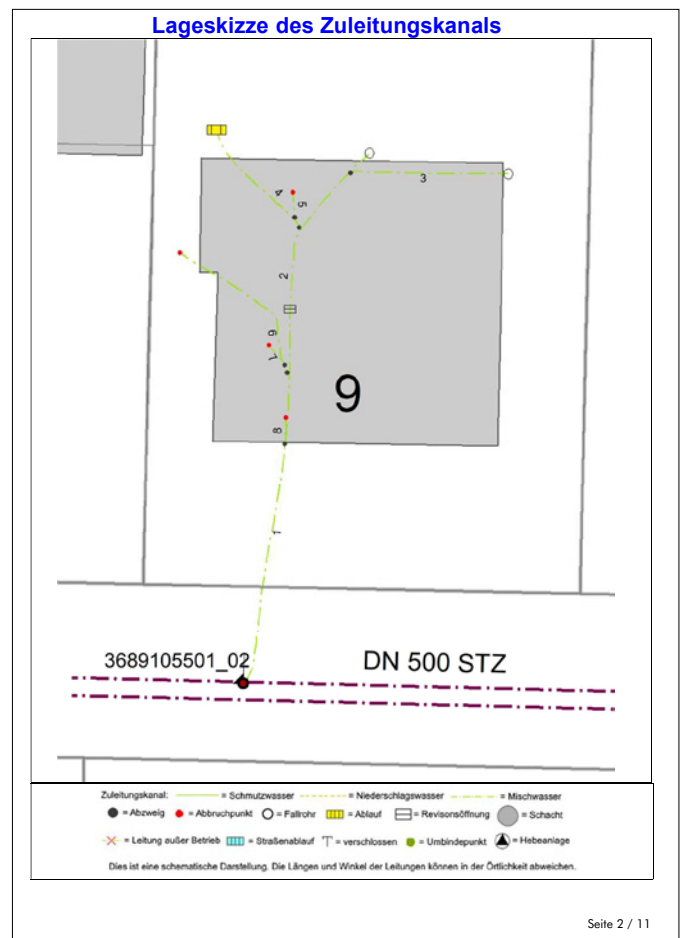 Lageskizze des Zuleitungskanals
3
4
5
2
6
7
9
8
1
3689105501_02
DN 500 STZ
Zuleitungskanal: = Schmutzwasser = Niederschlagswasser = Mischwasser
= Abzweig = Abbruchpunkt = Fallrohr = Ablauf = Revisonsöffnung = Schacht
= Leitung außer Betrieb = Straßenablauf = verschlossen = Umbindepunkt = Hebeanlage
Dies ist eine schematische Darstellung. Die Längen und Winkel der Leitungen können in der Örtlichkeit abweichen.
Seite 2 / 11